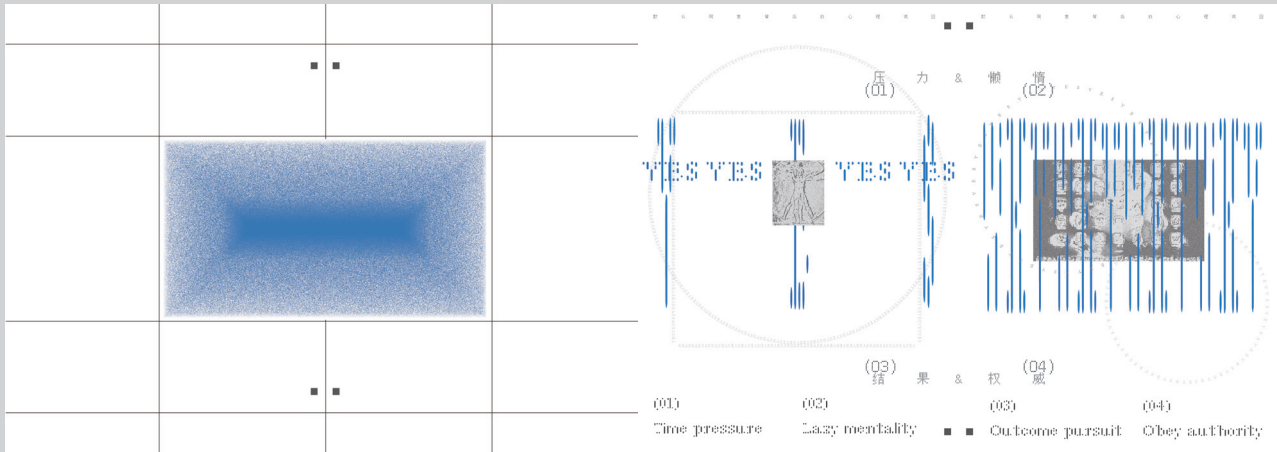 压 力 & 懒 惰
(01) (02)
YES YES YES YES
(03) (04)
结 果 & 权 威
(01) (02) (03) (04)
Time pressure Lazy mentality Outcome pursuit Obey authority